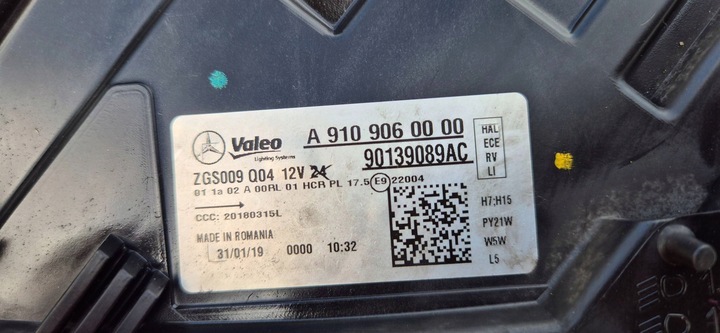 Valeo
Lighting Systems
A 910 906 00 00
90139089AC
HAL
ECE
RV
LI
ZGS009 Q04 12V 24
01 1a 02 A 00RL 01 HCR PL 17.5 E9 22004
CCC: 20180315L
MADE IN ROMANIA
31/01/19 0000 10:32
H7;H15
PY21W
W5W
L5